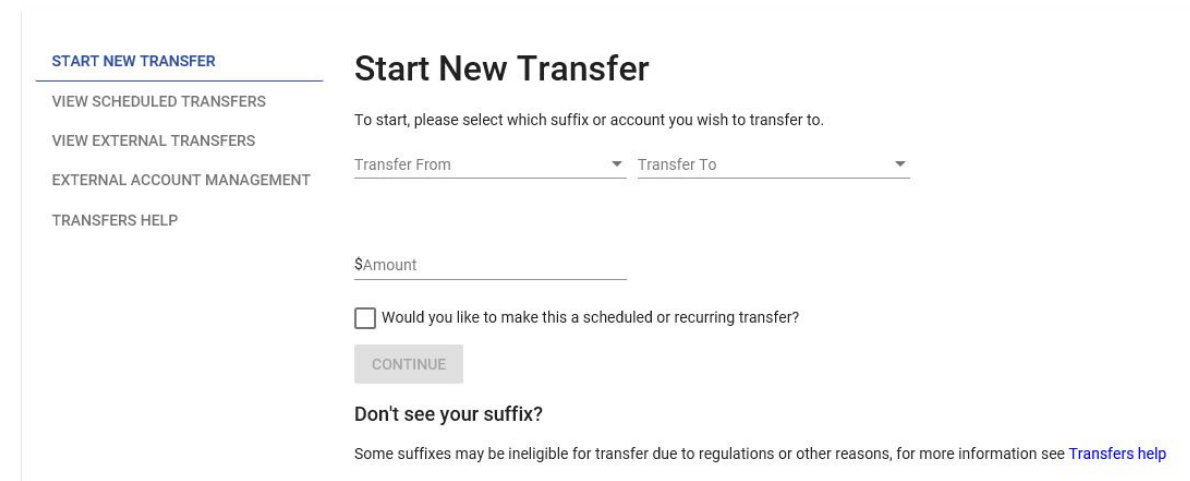 START NEW TRANSFER
VIEW SCHEDULED TRANSFERS
VIEW EXTERNAL TRANSFERS
EXTERNAL ACCOUNT MANAGEMENT
TRANSFERS HELP
Start New Transfer
To start, please select which suffix or account you wish to transfer to.
Transfer From Transfer To
$Amount
Would you like to make this a scheduled or recurring transfer?
CONTINUE
Don't see your suffix?
Some suffixes may be ineligible for transfer due to regulations or other reasons, for more information see Transfers help